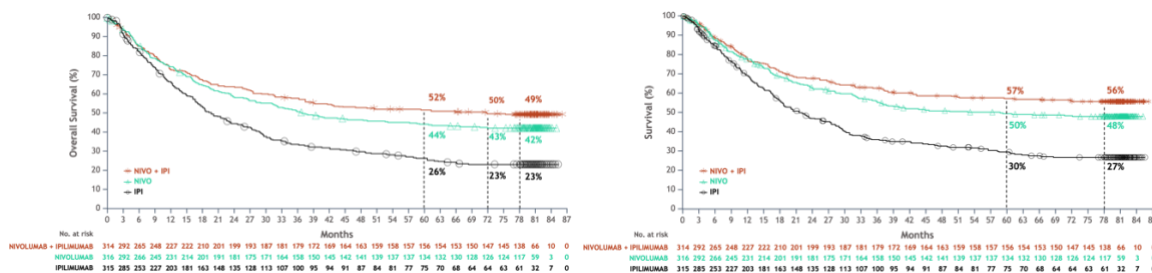 Overall Survival (%)
100
90
80
70
60
50
40
30
20
10
0
52%
50%
49%
44%
43%
42%
26%
23%
23%
NIVO + IPI
NIVO
IPI
0 3 6 9 12 15 18 21 24 27 30 33 36 39 42 45 48 51 54 57 60 63 66 69 72 75 78 81 84 87
Months
No. at risk
NIVOLUMAB + IPILIMUMAB 314 292 265 248 227 222 210 201 199 193 187 181 179 172 169 164 163 159 158 157 156 154 153 150 147 145 138 66 10 0
NIVOLUMAB 316 292 266 245 231 214 201 191 181 175 171 164 158 150 145 142 141 139 137 135 134 131 130 128 126 124 117 59 3 0
IPILIMUMAB 315 285 253 227 203 181 163 148 135 128 113 107 100 95 94 91 87 84 81 77 75 70 68 64 64 63 61 32 7 0
Survival (%)
100
90
80
70
60
50
40
30
20
10
0
57%
56%
50%
48%
30%
27%
NIVO + IPI
NIVO
IPI
0 3 6 9 12 15 18 21 24 27 30 33 36 39 42 45 48 51 54 57 60 63 66 69 72 75 78 81 84
Months
No. at risk
NIVOLUMAB + IPILIMUMAB 314 292 265 248 227 222 210 201 199 193 187 181 179 172 169 164 163 159 158 157 156 154 153 150 147 145 138 66 10 0
NIVOLUMAB 316 292 266 245 231 214 201 191 181 175 171 164 158 150 145 142 141 139 137 135 134 131 130 128 126 124 117 59 3 0
IPILIMUMAB 315 285 253 227 203 181 163 148 135 128 113 107 100 95 94 91 87 84 81 77 75 70 68 64 64 63 61 32 7 0